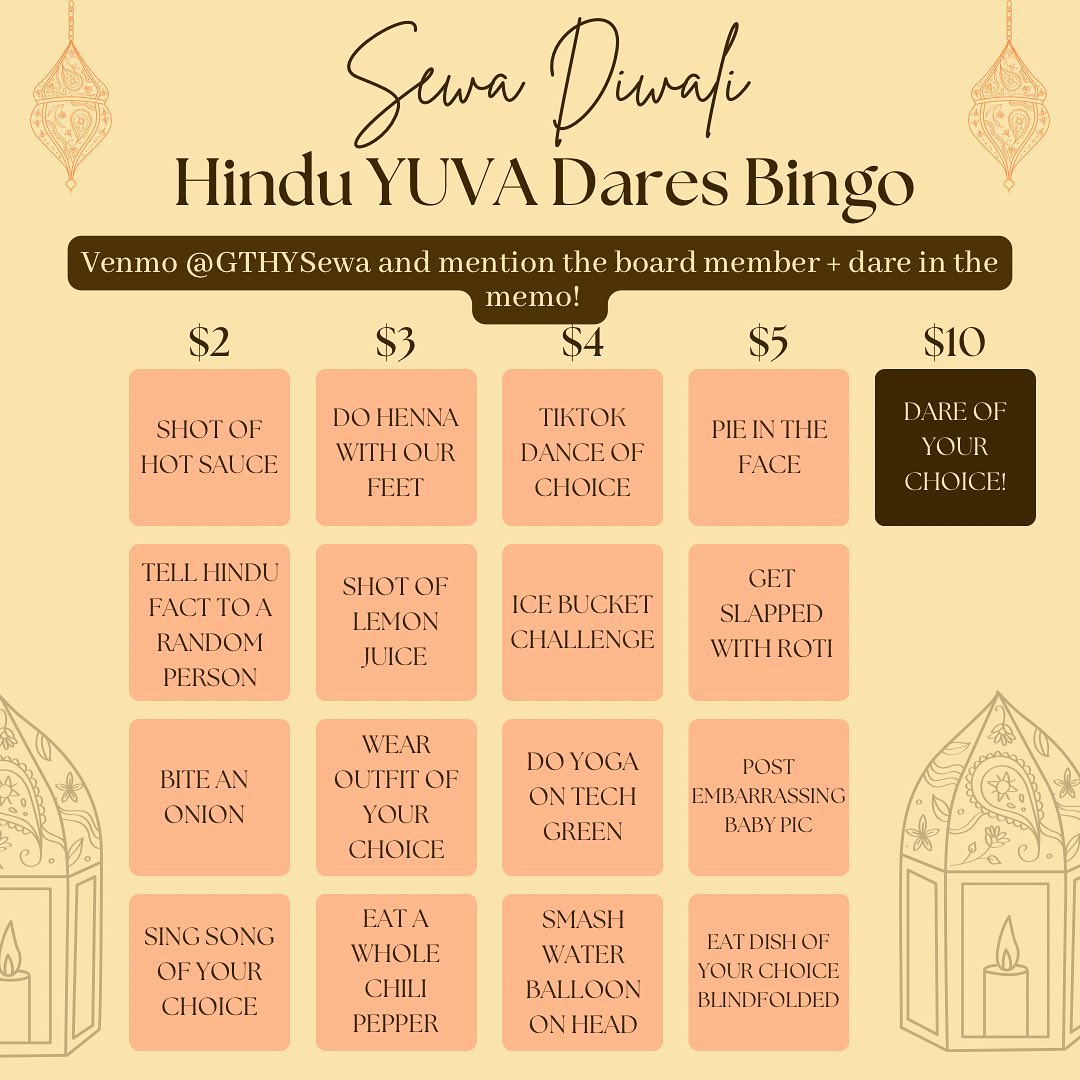 Sewa Diwali
Hindu YUVA Dares Bingo
Venmo @GTHYSewa and mention the board member + dare in the
memo!
$2
$3
$4
$5
$10
SHOT OF
HOT SAUCE
DO HENNA
WITH OUR
FEET
TIKTOK
DANCE OF
CHOICE
PIE IN THE
FACE
DARE OF
YOUR
CHOICE!
TELL HINDU
FACT TO A
RANDOM
PERSON
SHOT OF
LEMON
JUICE
ICE BUCKET
CHALLENGE
GET
SLAPPED
WITH ROTI
BITE AN
ONION
WEAR
OUTFIT OF
YOUR
CHOICE
DO YOGA
ON TECH
GREEN
POST
EMBARRASSING
BABY PIC
SING SONG
OF YOUR
CHOICE
EAT A
WHOLE
CHILI
PEPPER
SMASH
WATER
BALLOON
ON HEAD
EAT DISH OF
YOUR CHOICE
BLINDFOLDED